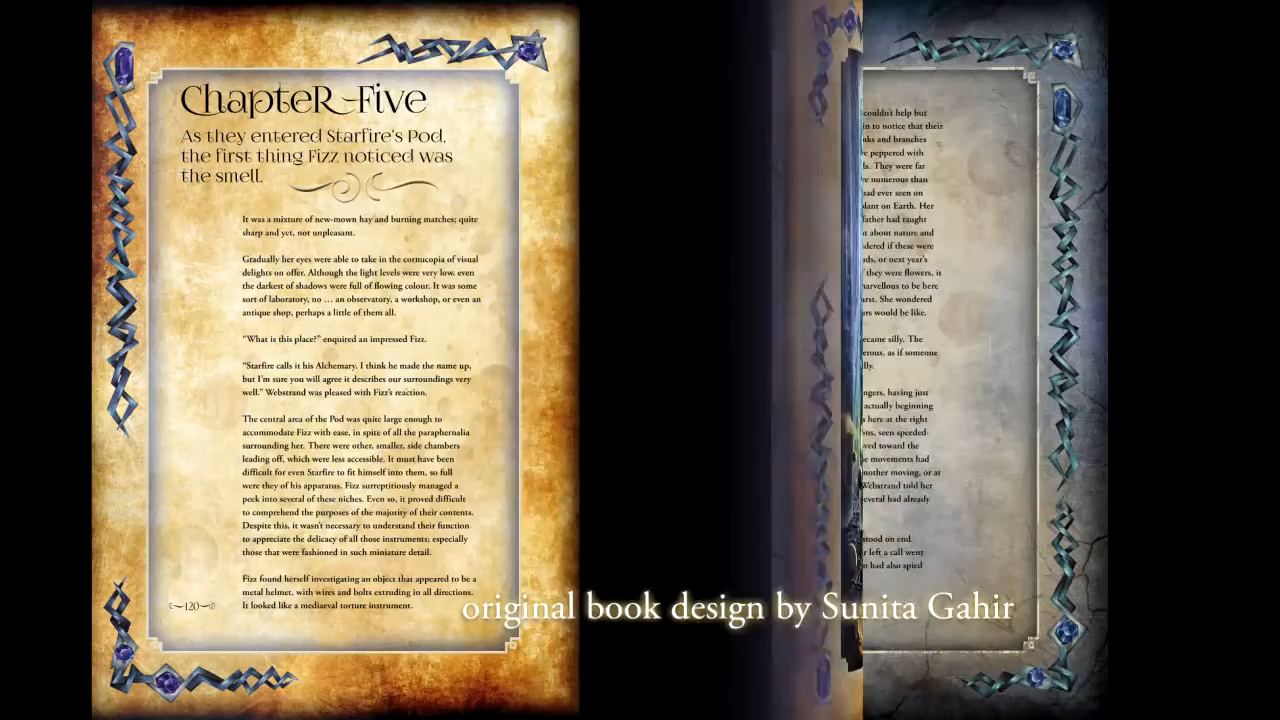 ChapteR-Five
As they entered Starfire's Pod,
the first thing Fizz noticed was
the smell.
It was a mixture of new-mown hay and burning matches; quite
sharp and yet, not unpleasant.
Gradually her eyes were able to take in the cornucopia of visual
delights on offer. Although the light levels were very low, even
the darkest of shadows were full of flowing colour. It was some
sort of laboratory, no … an observatory, a workshop, or even an
antique shop, perhaps a little of them all.
“What is this place?” enquired an impressed Fizz.
“Starfire calls it his Alchemary, I think he made the name up,
but I'm sure you will agree it describes our surroundings very
well.” Webstrand was pleased with Fizz's reaction.
The central area of the Pod was quite large enough to
accommodate Fizz with ease, in spite of all the paraphernalia
surrounding her. There were other, smaller, side chambers
leading off, which were less accessible. It must have been
difficult for even Starfire to fit himself into them, so full
were they of his apparatus. Fizz surreptitiously managed a
peek into several of these niches. Even so, it proved difficult
to comprehend the purposes of the majority of their contents.
Despite this, it wasn't necessary to understand their function
to appreciate the delicacy of all those instruments; especially
those that were fashioned in such miniature detail.
Fizz found herself investigating an object that appeared to be a
metal helmet, with wires and bolts extruding in all directions.
It looked like a mediaeval torture instrument.
120
couldn't help but
in to notice that their
and branches
peppered with
They were far
numerous than
had ever seen on
plant on Earth. Her
father had taught
about nature and
if these were
or next year's
they were flowers, is
marvellous to be here
She wondered
would be like.
became silly. The
as if someone
having just
actually beginning
here at the right
seen speeded-
toward the
movements had
another moving, or at
Webstrand told her
several had already
stood on end.
left a call went
had also spied
original book design by Sunita Gahir